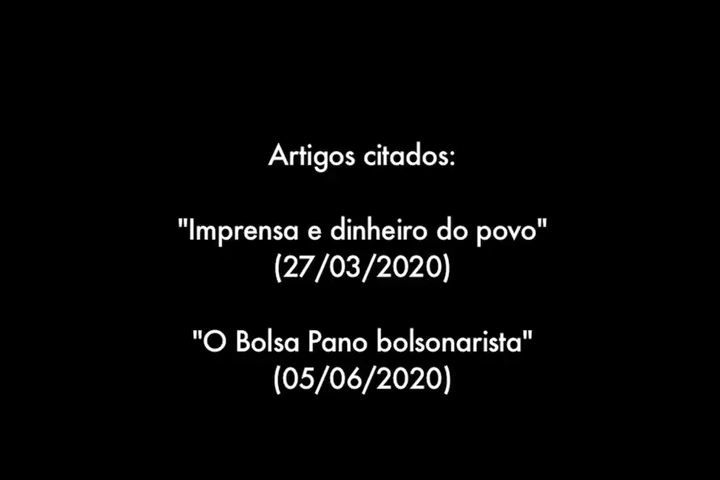 Artigos citados:
"Imprensa e dinheiro do povo"
(27/03/2020)
"O Bolsa Pano bolsonarista"
(05/06/2020)